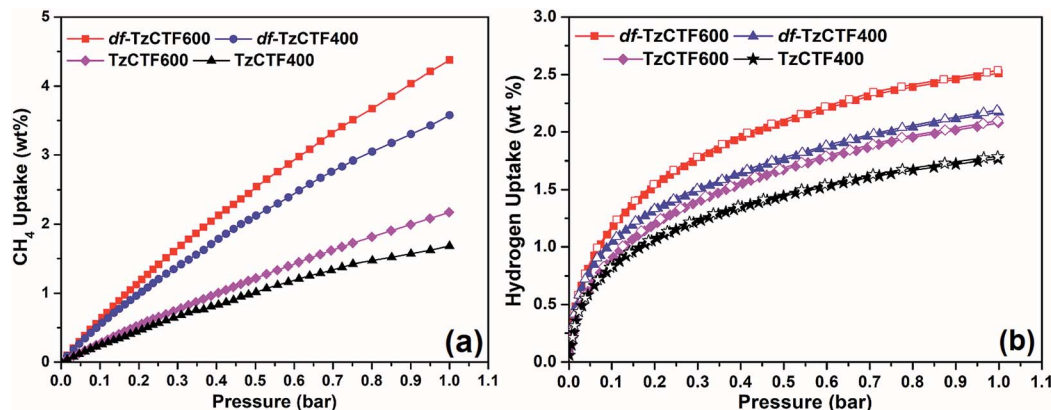 df-TzCTF600 df-TzCTF400
TzCTF600 TzCTF400
CH4 Uptake (wt%)
5
4
3
2
1
0
0.0 0.1 0.2 0.3 0.4 0.5 0.6 0.7 0.8 0.9 1.0 1.1
Pressure (bar)
(a)
df-TzCTF600 df-TzCTF400
TzCTF600 TzCTF400
Hydrogen Uptake (wt %)
3.0
2.5
2.0
1.5
1.0
0.5
0.0
0.0 0.1 0.2 0.3 0.4 0.5 0.6 0.7 0.8 0.9 1.0 1.1
Pressure (bar)
(b)